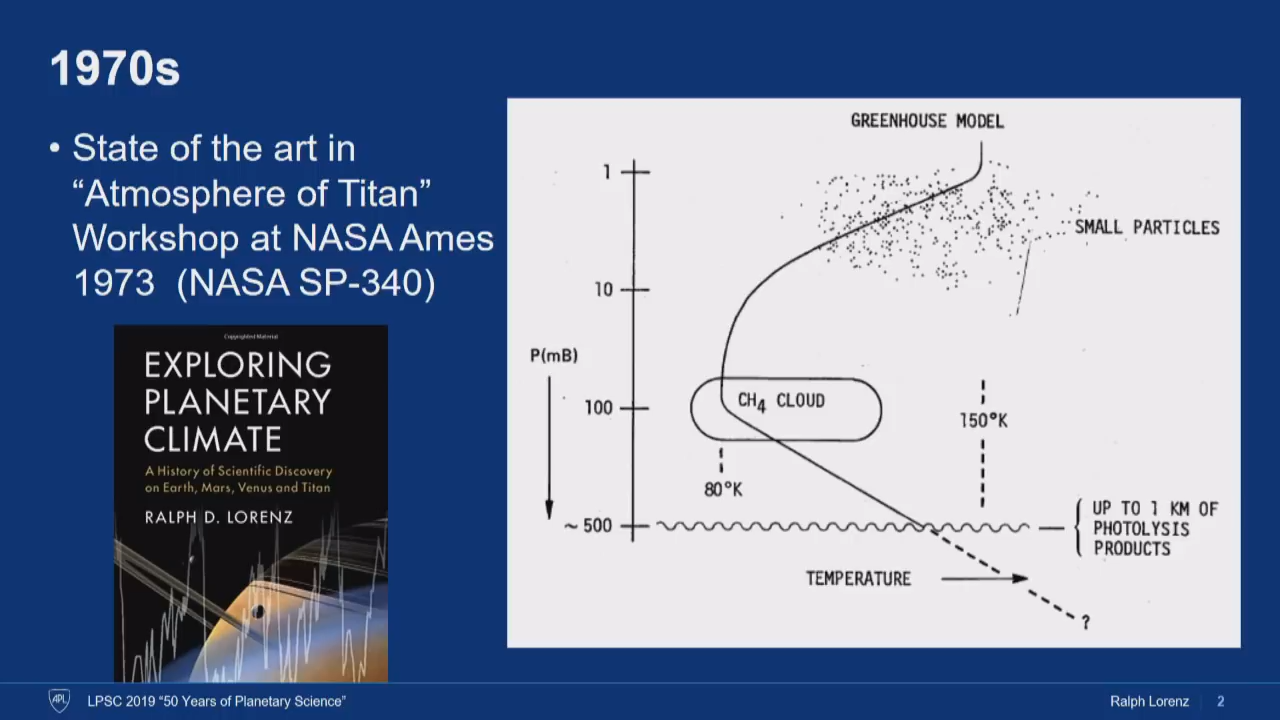 1970s
• State of the art in
“Atmosphere of Titan”
Workshop at NASA Ames
1973 (NASA SP-340)
Copyrighted Material
EXPLORING
PLANETARY
CLIMATE
A History of Scientific Discovery
on Earth, Mars, Venus and Titan
RALPH D. LORENZ
GREENHOUSE MODEL
1
SMALL PARTICLES
10
P(mB)
100
CH4 CLOUD
150°K
80°K
~500
UP TO 1 KM OF
PHOTOLYSIS
PRODUCTS
TEMPERATURE
?
APL
LPSC 2019 “50 Years of Planetary Science”
Ralph Lorenz
2